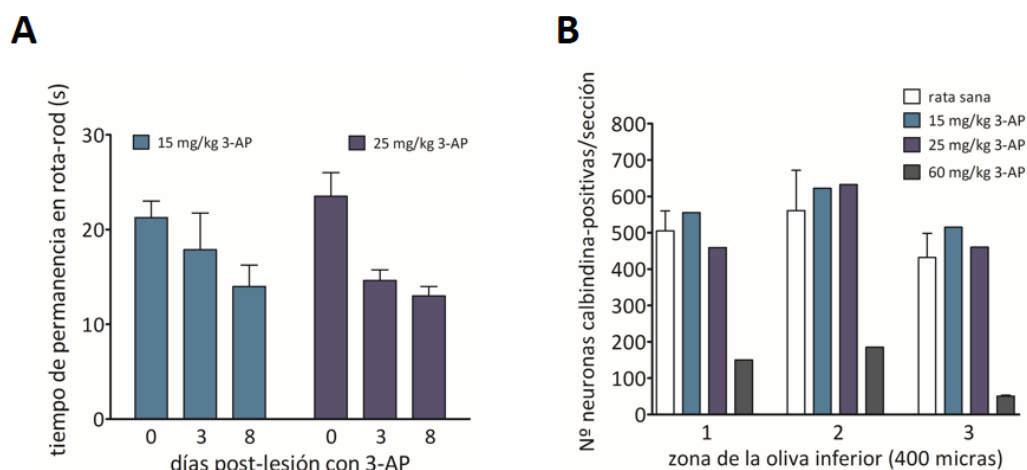 A
tiempo de permanencia en rota-rod (s)
30
20
10
0
15 mg/kg 3-AP
25 mg/kg 3-AP
0 3 8 0 3 8
días post-lesión con 3-AP
B
Nº neuronas calbindina-positivas/sección
800
700
600
500
400
300
200
100
0
rata sana
15 mg/kg 3-AP
25 mg/kg 3-AP
60 mg/kg 3-AP
1 2 3
zona de la oliva inferior (400 micras)